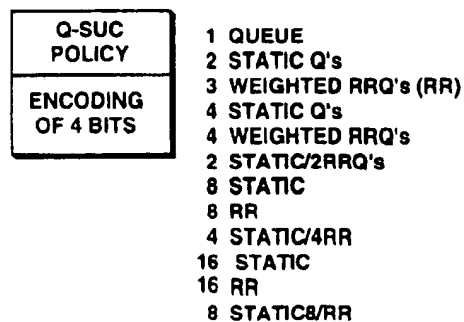 Q-SUC
POLICY
ENCODING
OF 4 BITS
1 QUEUE
2 STATIC Q's
3 WEIGHTED RRQ's (RR)
4 STATIC Q's
4 WEIGHTED RRQ's
2 STATIC/2RRQ's
8 STATIC
8 RR
4 STATIC/4RR
16 STATIC
16 RR
8 STATIC8/RR